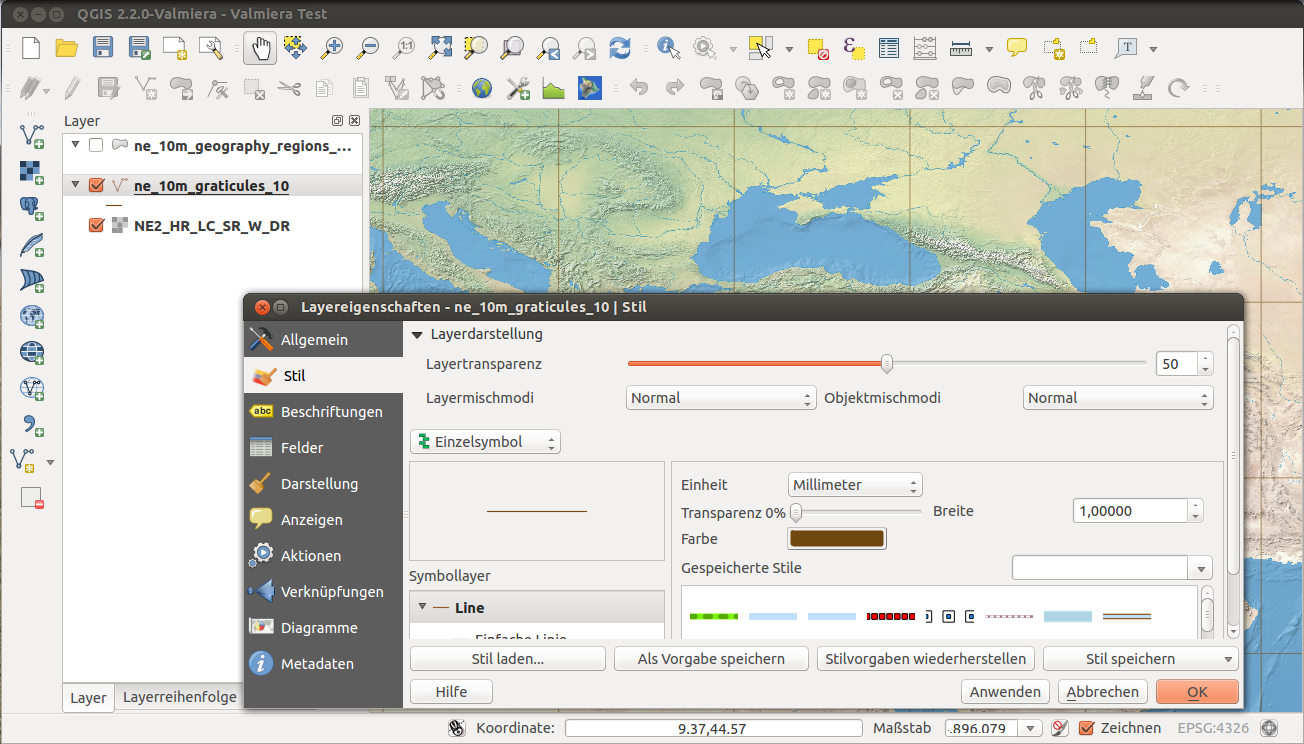 QGIS 2.2.0-Valmiera - Valmiera Test
Layer
ne_10m_geography_regions_...
ne_10m_graticules_10
NE2_HR_LC_SR_W_DR
Layereigenschaften - ne_10m_graticules_10 | Stil
Allgemein
Stil
Beschriftungen
Felder
Darstellung
Anzeigen
Aktionen
Verknüpfungen
Diagramme
Metadaten
Layerdarstellung
Layertransparenz 50
Layermischmodi Normal Objektmischmodi Normal
Einzelsymbol
Einheit Millimeter
Transparenz 0% Breite 1,00000
Farbe
Gespeicherte Stile
Symbollayer
Line
Einfache Linie
Stil laden... Als Vorgabe speichern Stilvorgaben wiederherstellen Stil speichern
Hilfe Anwenden Abbrechen OK
Layer Layerreihenfolge
Koordinate: 9.37,44.57 Maßstab .896.079 Zeichnen EPSG:4326
abc
1:1
T
ε
i